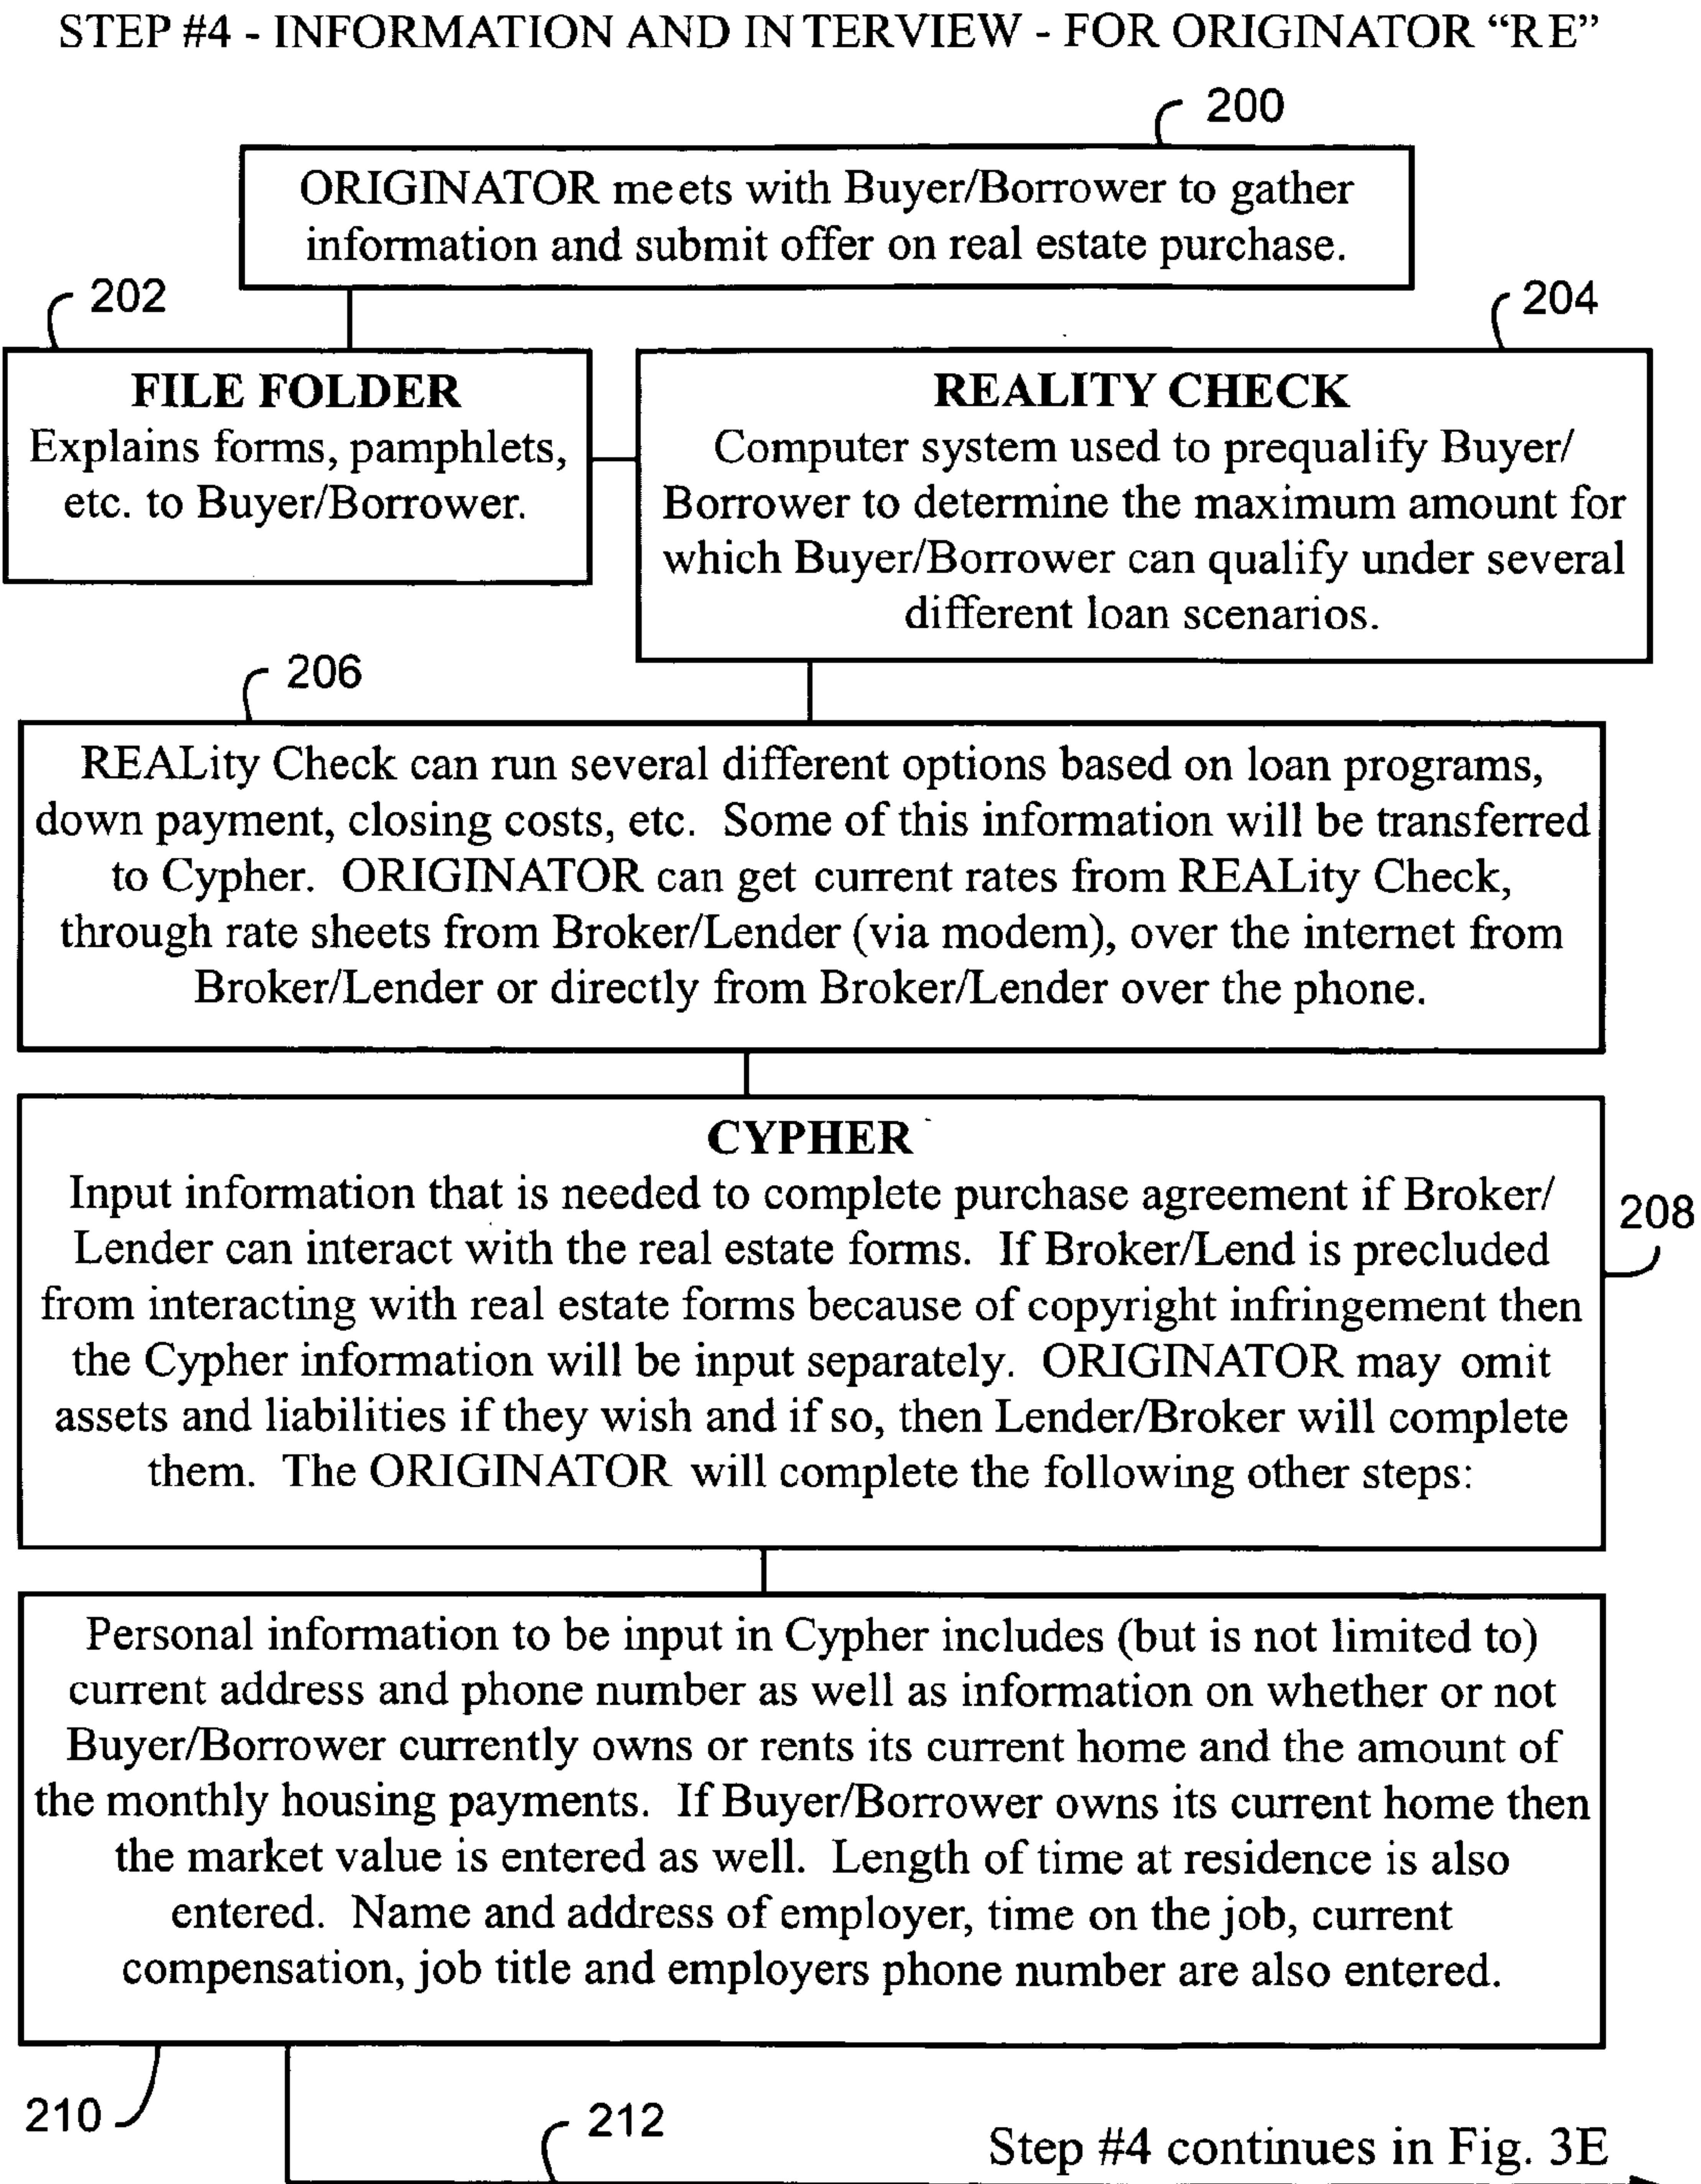 STEP #4 - INFORMATION AND INTERVIEW - FOR ORIGINATOR “RE”
200
ORIGINATOR meets with Buyer/Borrower to gather
information and submit offer on real estate purchase.
202
204
FILE FOLDER
Explains forms, pamphlets,
etc. to Buyer/Borrower.
REALITY CHECK
Computer system used to prequalify Buyer/
Borrower to determine the maximum amount for
which Buyer/Borrower can qualify under several
different loan scenarios.
206
REALity Check can run several different options based on loan programs,
down payment, closing costs, etc. Some of this information will be transferred
to Cypher. ORIGINATOR can get current rates from REALity Check,
through rate sheets from Broker/Lender (via modem), over the internet from
Broker/Lender or directly from Broker/Lender over the phone.
CYPHER
Input information that is needed to complete purchase agreement if Broker/
Lender can interact with the real estate forms. If Broker/Lend is precluded
from interacting with real estate forms because of copyright infringement then
the Cypher information will be input separately. ORIGINATOR may omit
assets and liabilities if they wish and if so, then Lender/Broker will complete
them. The ORIGINATOR will complete the following other steps:
208
Personal information to be input in Cypher includes (but is not limited to)
current address and phone number as well as information on whether or not
Buyer/Borrower currently owns or rents its current home and the amount of
the monthly housing payments. If Buyer/Borrower owns its current home then
the market value is entered as well. Length of time at residence is also
entered. Name and address of employer, time on the job, current
compensation, job title and employers phone number are also entered.
210
212
Step #4 continues in Fig. 3E